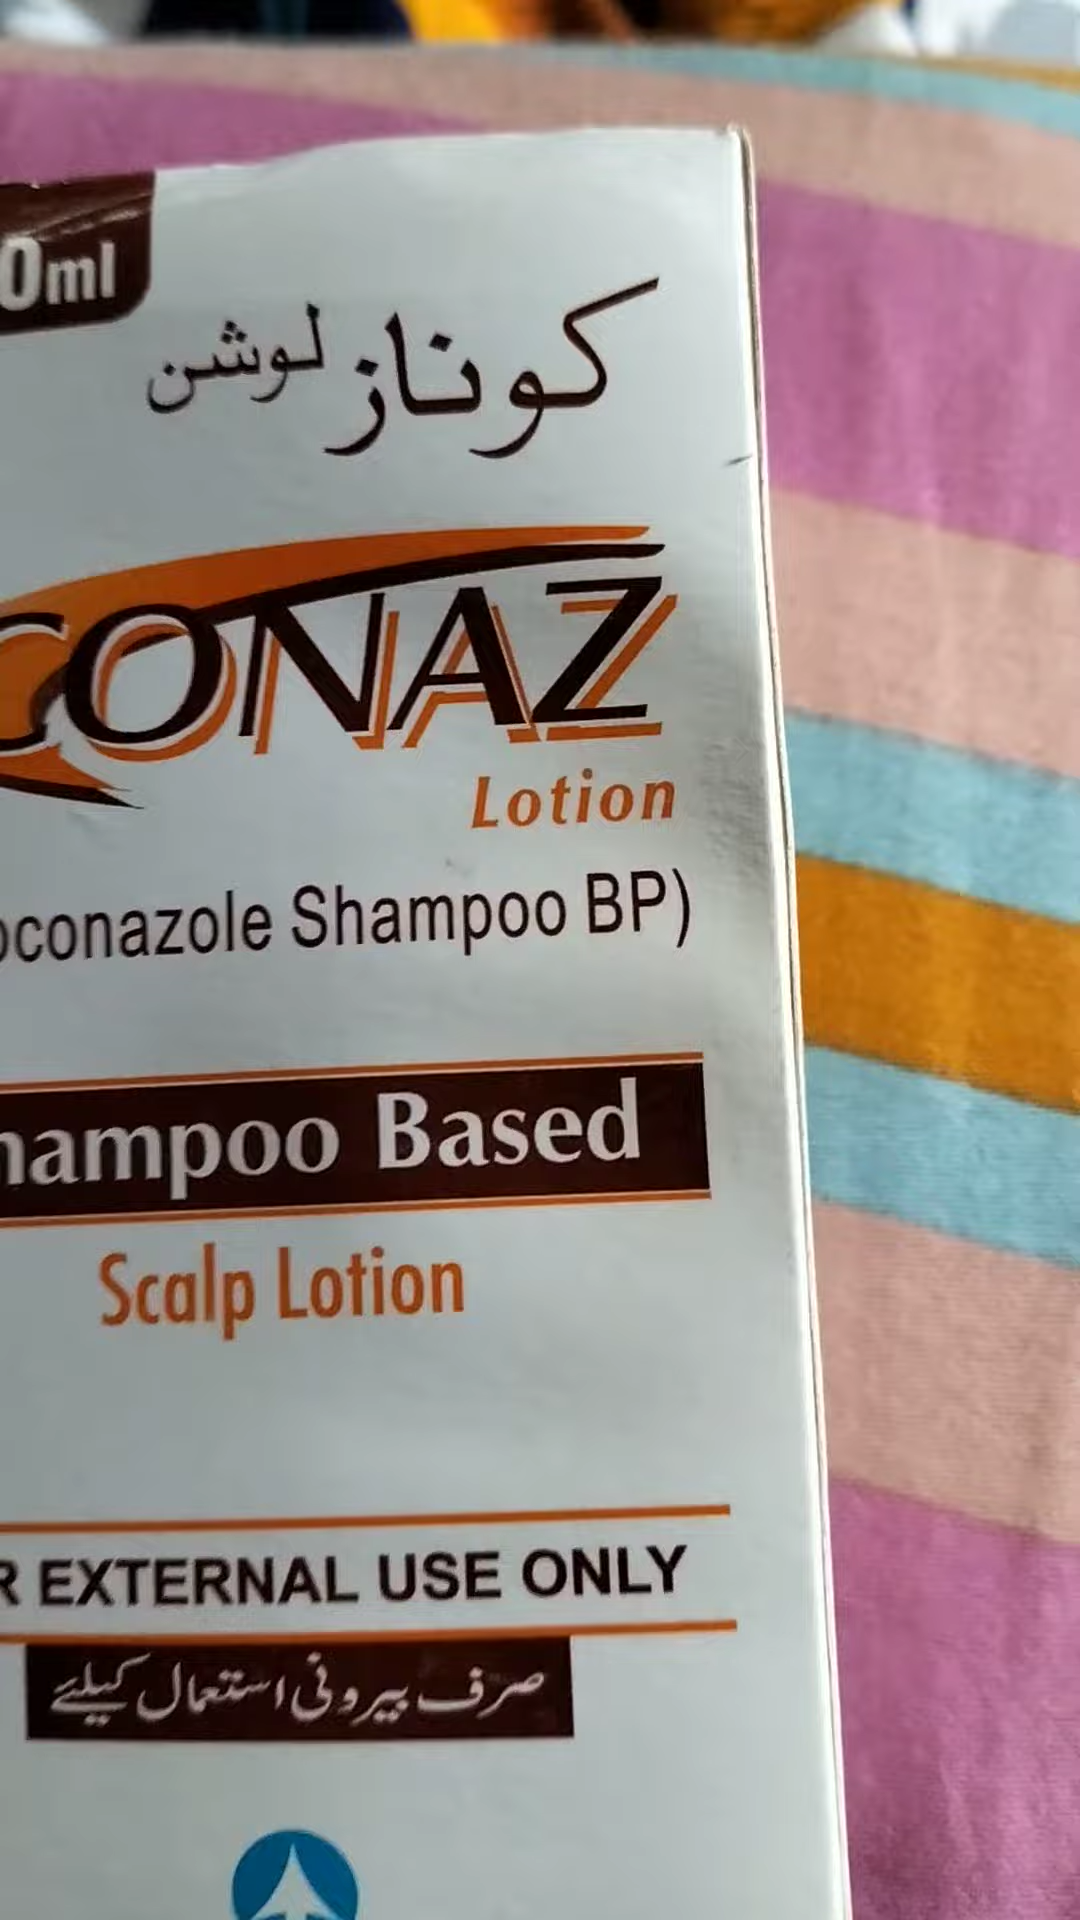 0ml
کوناز لوشن
CONAZ
Lotion
oconazole Shampoo BP)
hampoo Based
Scalp Lotion
R EXTERNAL USE ONLY
صرف بیرونی استعمال کیلئے